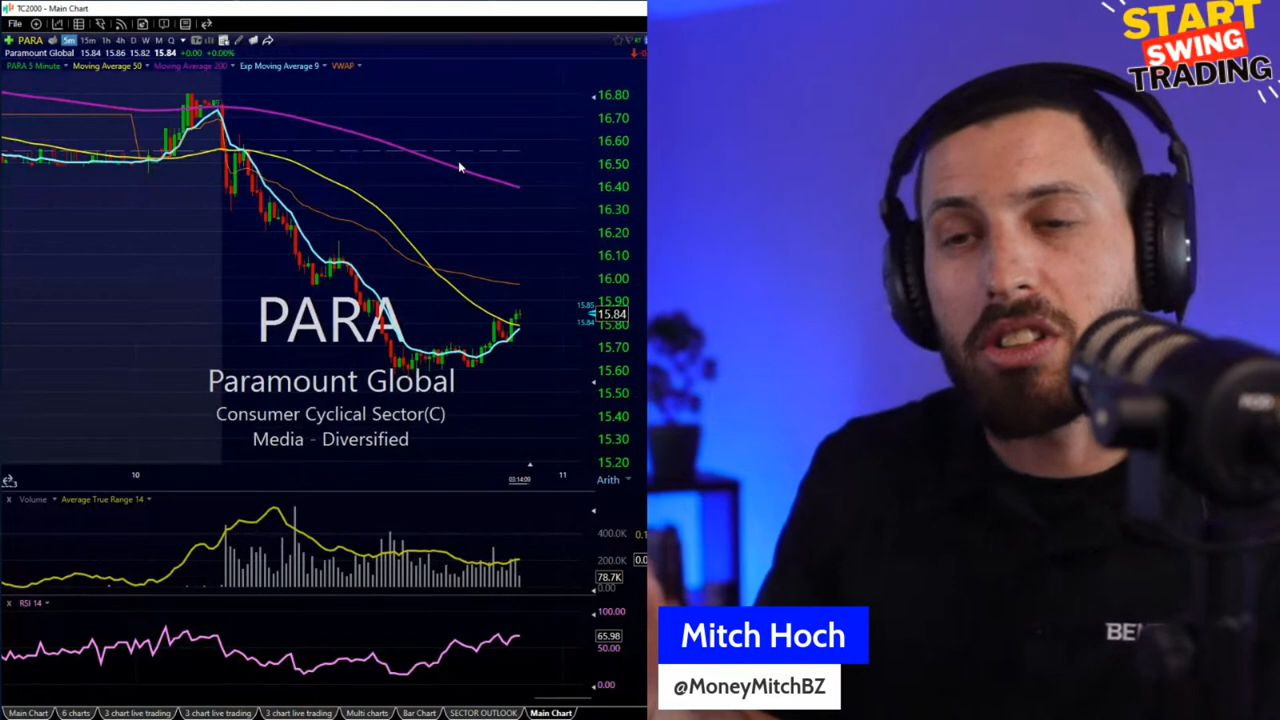 TC2000 - Main Chart
File
PARA 5m 15m 1h 4h D W M Q
Paramount Global 15.84 15.86 15.82 15.84 +0.00 +0.00%
PARA 5 Minute Moving Average 50 Moving Average 200 Exp Moving Average 9 VWAP
16.80
16.70
16.60
16.50
16.40
16.30
16.20
16.10
16.00
15.90
15.85
15.84
15.84
15.80
15.70
15.60
15.50
15.40
15.30
15.20
PARA
Paramount Global
Consumer Cyclical Sector(C)
Media - Diversified
10
03:14:09
11
Arith
X Volume Average True Range 14
400.0K
200.0K
78.7K
0.00
X RSI 14
100.00
65.98
50.00
0.00
Main Chart 6 charts 3 chart live trading 3 chart live trading 3 chart live trading Multi charts Bar Chart SECTOR OUTLOOK Main Chart
START
SWING
TRADING
Mitch Hoch
@MoneyMitchBZ